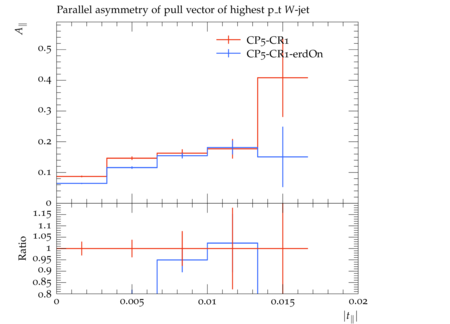 Parallel asymmetry of pull vector of highest p_t W-jet
A∥
CP5-CR1
CP5-CR1-erdOn
0.5
0.4
0.3
0.2
0.1
0
Ratio
1.15
1.1
1.05
1
0.95
0.9
0.85
0.8
0 0.005 0.01 0.015 0.02
|t∥|